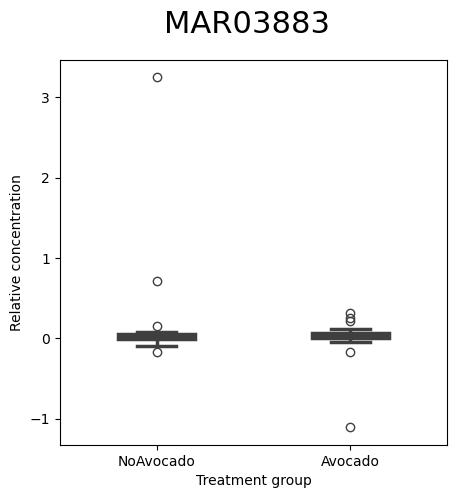 MAR03883
Relative concentration
3
2
1
0
−1
NoAvocado
Avocado
Treatment group